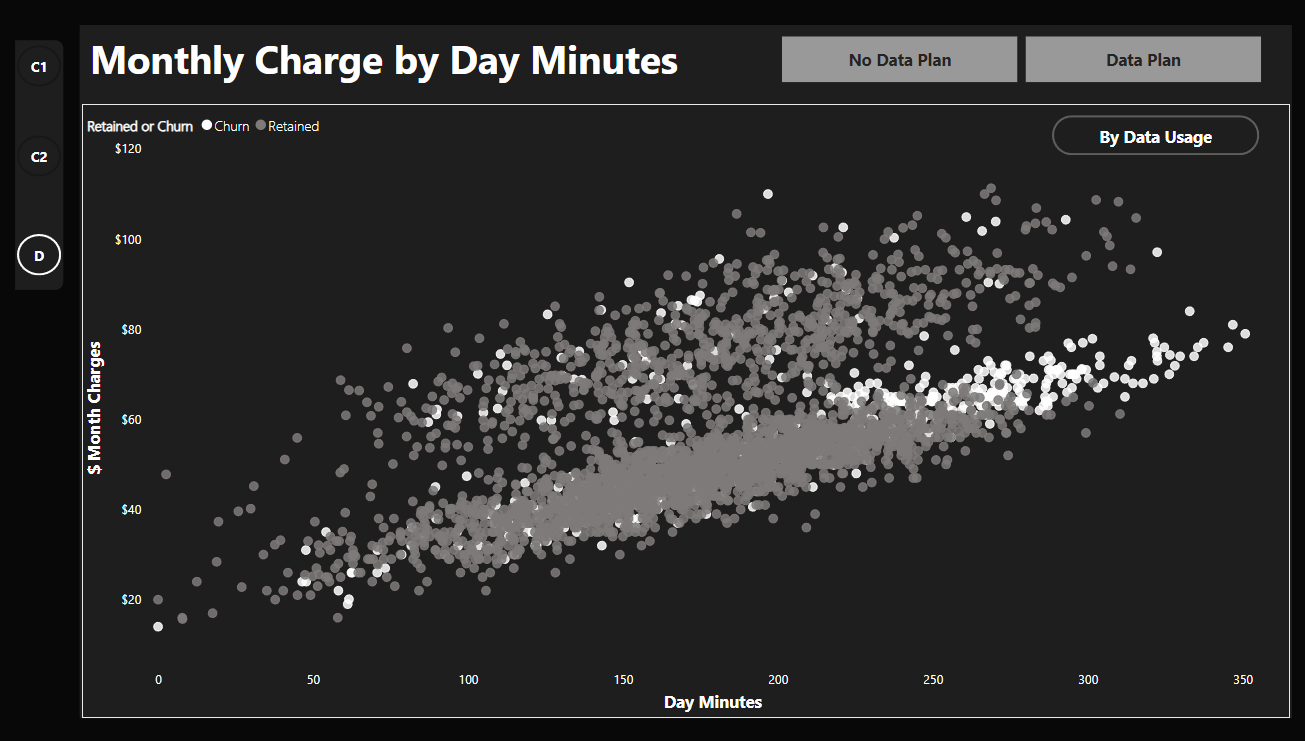 C1
C2
D
Monthly Charge by Day Minutes
No Data Plan
Data Plan
Retained or Churn Churn Retained
By Data Usage
$120
$100
$80
$60
$40
$20
$ Month Charges
0 50 100 150 200 250 300 350
Day Minutes